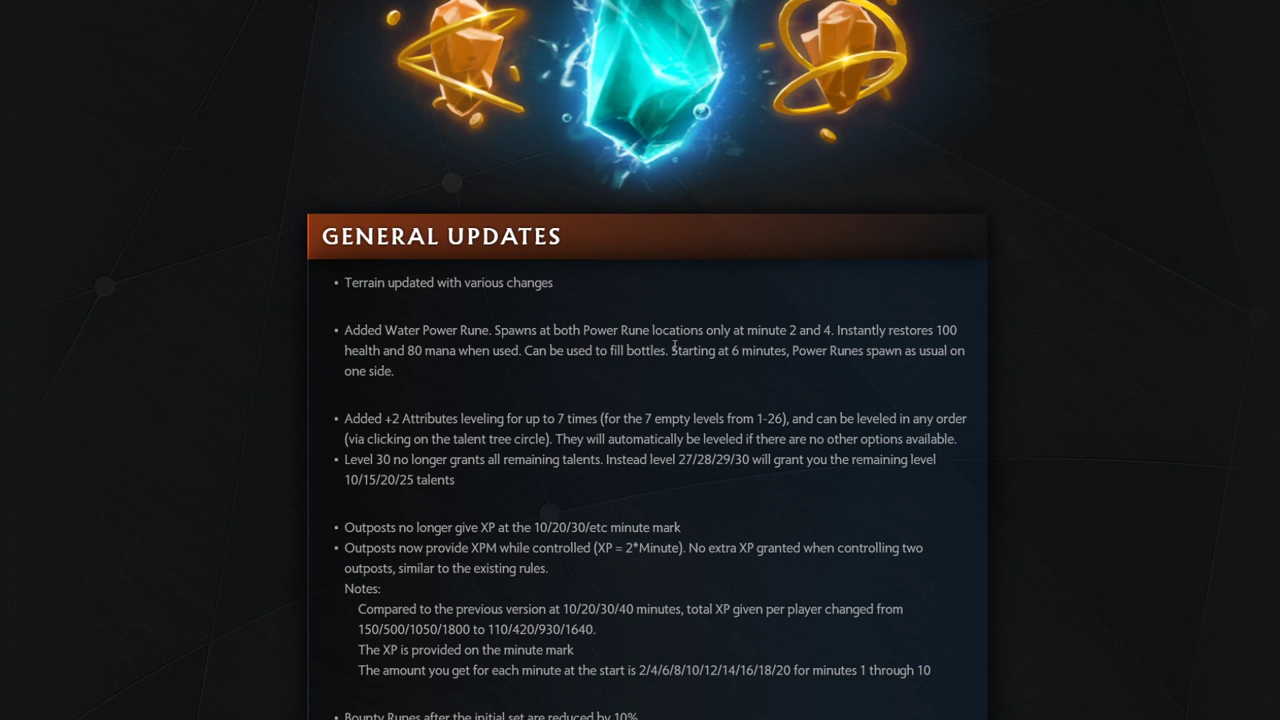 GENERAL UPDATES
• Terrain updated with various changes
• Added Water Power Rune. Spawns at both Power Rune locations only at minute 2 and 4. Instantly restores 100
health and 80 mana when used. Can be used to fill bottles. Starting at 6 minutes, Power Runes spawn as usual on
one side.
• Added +2 Attributes leveling for up to 7 times (for the 7 empty levels from 1-26), and can be leveled in any order
(via clicking on the talent tree circle). They will automatically be leveled if there are no other options available.
• Level 30 no longer grants all remaining talents. Instead level 27/28/29/30 will grant you the remaining level
10/15/20/25 talents
• Outposts no longer give XP at the 10/20/30/etc minute mark
• Outposts now provide XPM while controlled (XP = 2*Minute). No extra XP granted when controlling two
outposts, similar to the existing rules.
Notes:
Compared to the previous version at 10/20/30/40 minutes, total XP given per player changed from
150/500/1050/1800 to 110/420/930/1640.
The XP is provided on the minute mark
The amount you get for each minute at the start is 2/4/6/8/10/12/14/16/18/20 for minutes 1 through 10
• Bounty Runes after the initial set are reduced by 10%